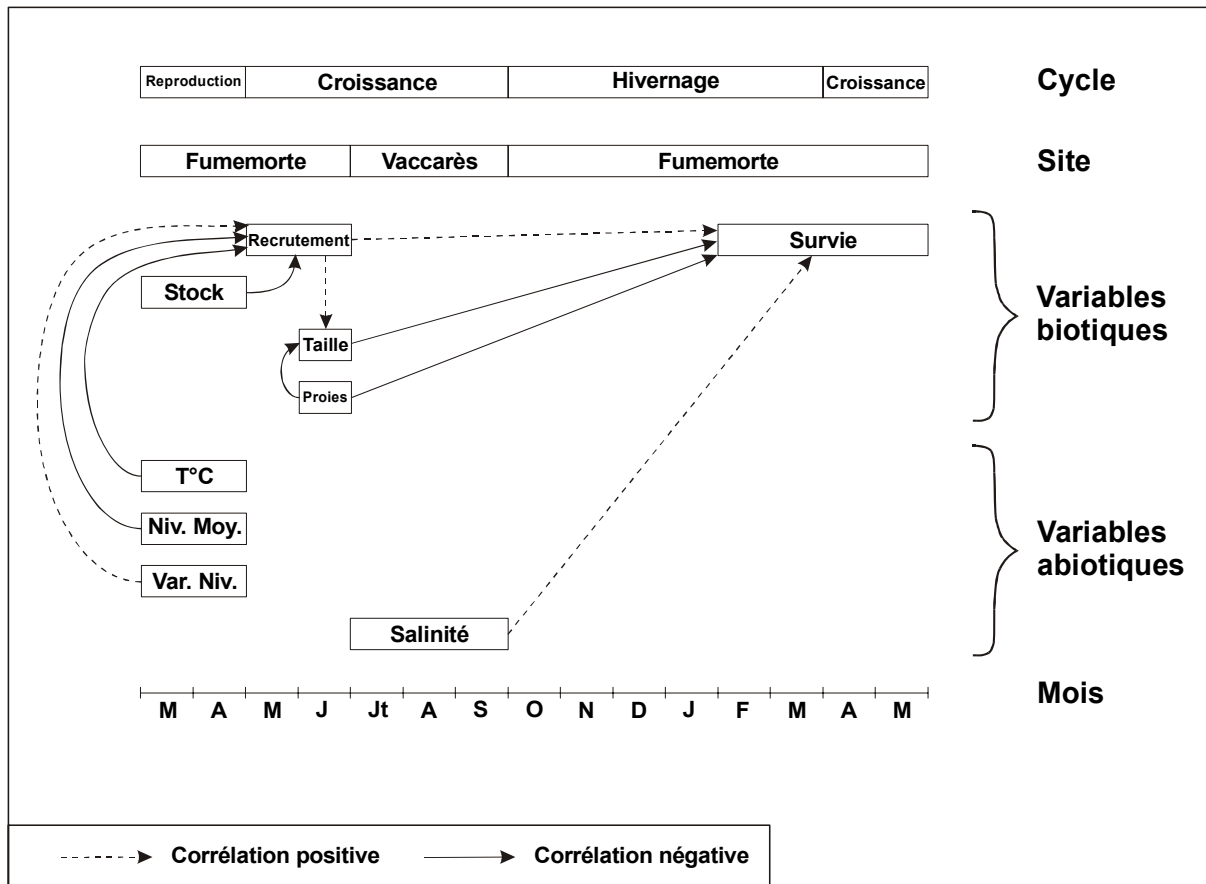 Reproduction Croissance Hivernage Croissance Cycle
Fumemorte Vaccarès Fumemorte Site
Recrutement Survie
Stock
Taille
Proies
Variables
biotiques
T°C
Niv. Moy.
Var. Niv.
Variables
abiotiques
Salinité
Mois
M A M J Jt A S O N D J F M A M
Corrélation positive Corrélation négative